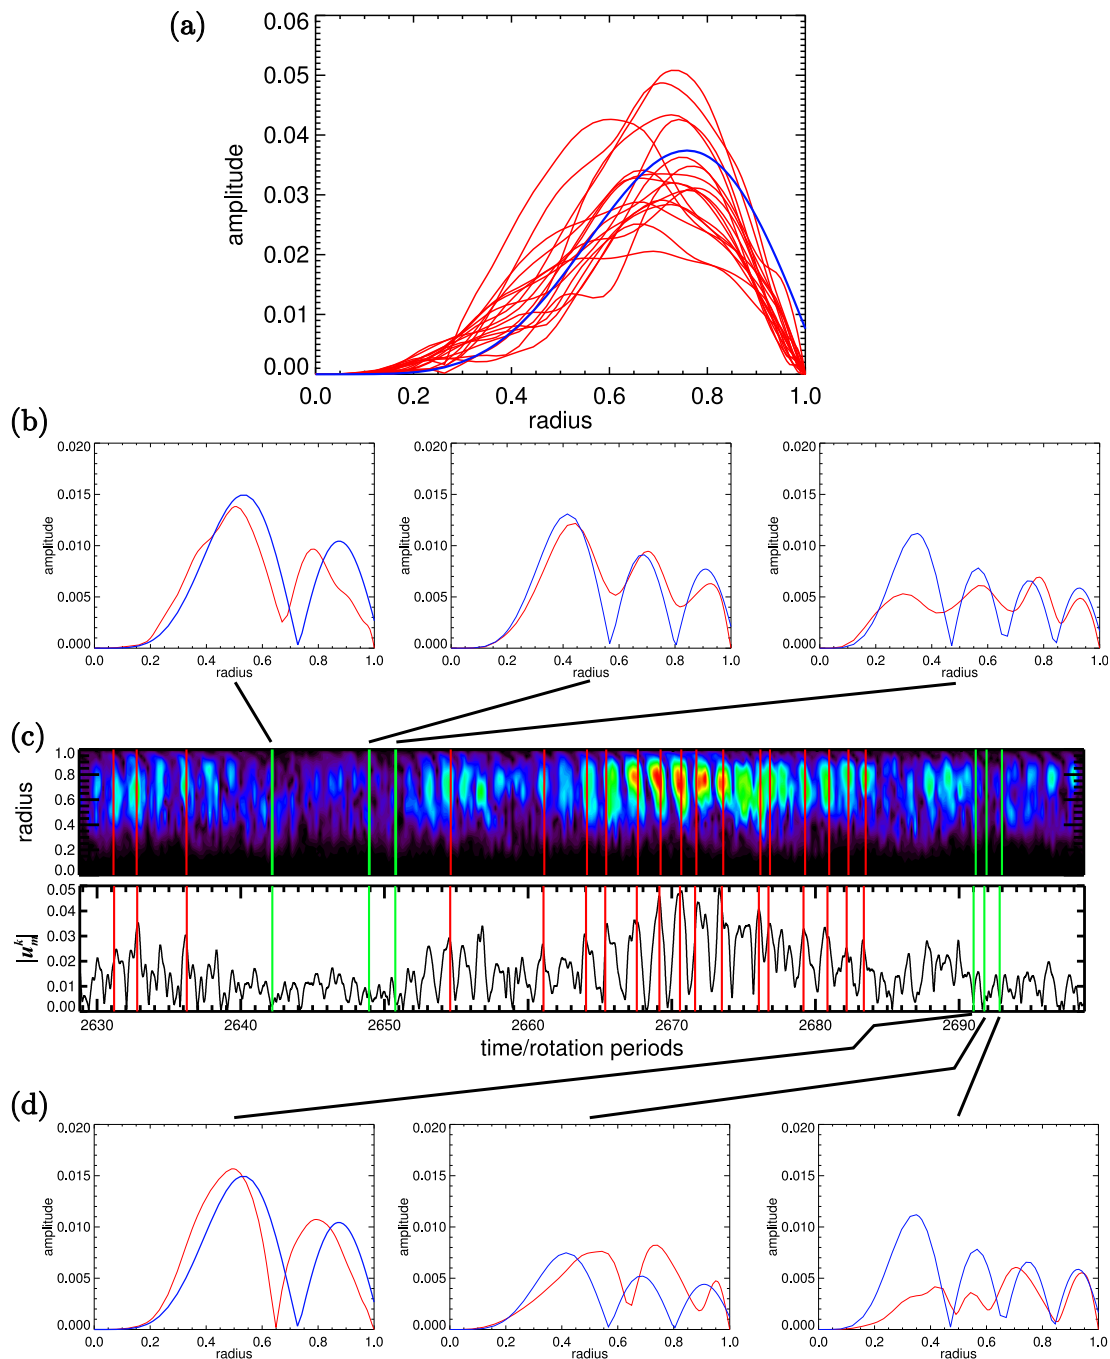 (a)
0.06
0.05
0.04
0.03
0.02
0.01
0.00
amplitude
0.0 0.2 0.4 0.6 0.8 1.0
radius
(b)
0.020 0.020 0.020
0.015 0.015 0.015
0.010 0.010 0.010
0.005 0.005 0.005
0.000 0.000 0.000
amplitude amplitude amplitude
0.0 0.2 0.4 0.6 0.8 1.0 0.0 0.2 0.4 0.6 0.8 1.0 0.0 0.2 0.4 0.6 0.8 1.0
radius radius radius
(c)
1.0
0.8
0.6
0.4
0.2
0.0
radius
0.05
0.04
0.03
0.02
0.01
0.00
|u_m^k|
2630 2640 2650 2660 2670 2680 2690
time/rotation periods
(d)
0.020 0.020 0.020
0.015 0.015 0.015
0.010 0.010 0.010
0.005 0.005 0.005
0.000 0.000 0.000
amplitude amplitude amplitude
0.0 0.2 0.4 0.6 0.8 1.0 0.0 0.2 0.4 0.6 0.8 1.0 0.0 0.2 0.4 0.6 0.8 1.0
radius radius radius